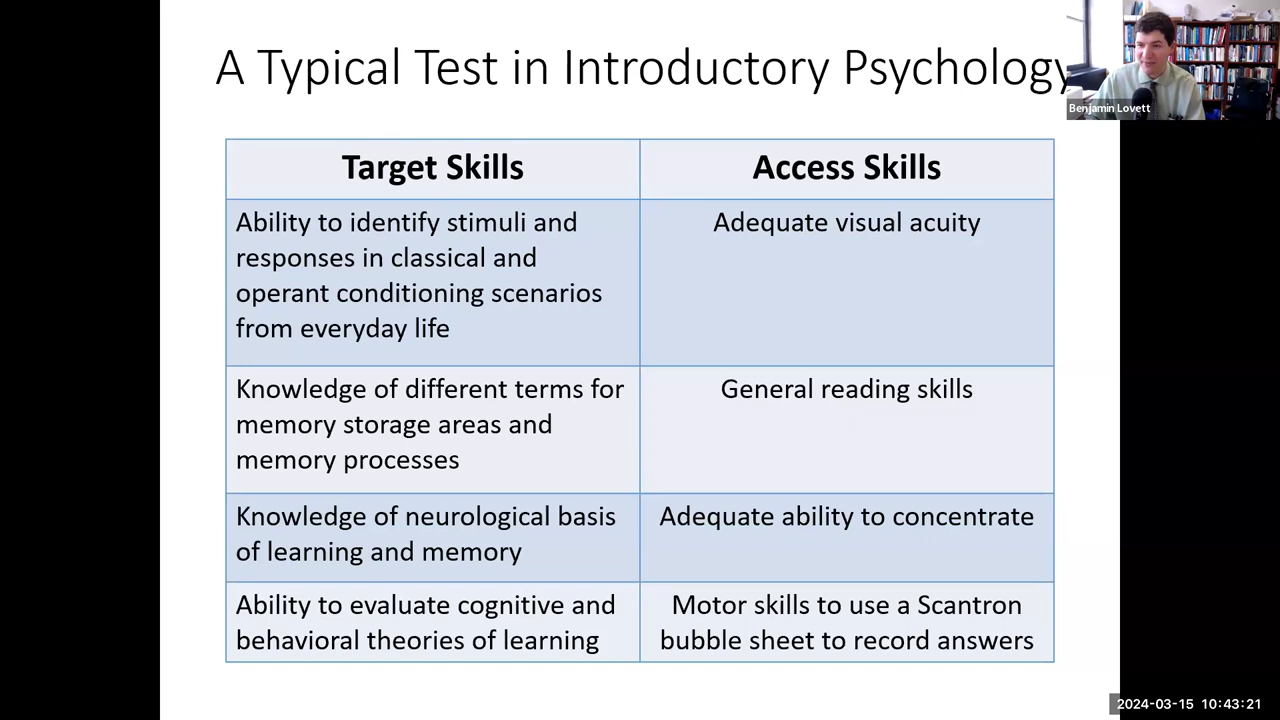 A Typical Test in Introductory Psychology
Benjamin Lovett
Target Skills
Access Skills
Ability to identify stimuli and
responses in classical and
operant conditioning scenarios
from everyday life
Adequate visual acuity
Knowledge of different terms for
memory storage areas and
memory processes
General reading skills
Knowledge of neurological basis
of learning and memory
Adequate ability to concentrate
Ability to evaluate cognitive and
behavioral theories of learning
Motor skills to use a Scantron
bubble sheet to record answers
2024-03-15 10:43:21